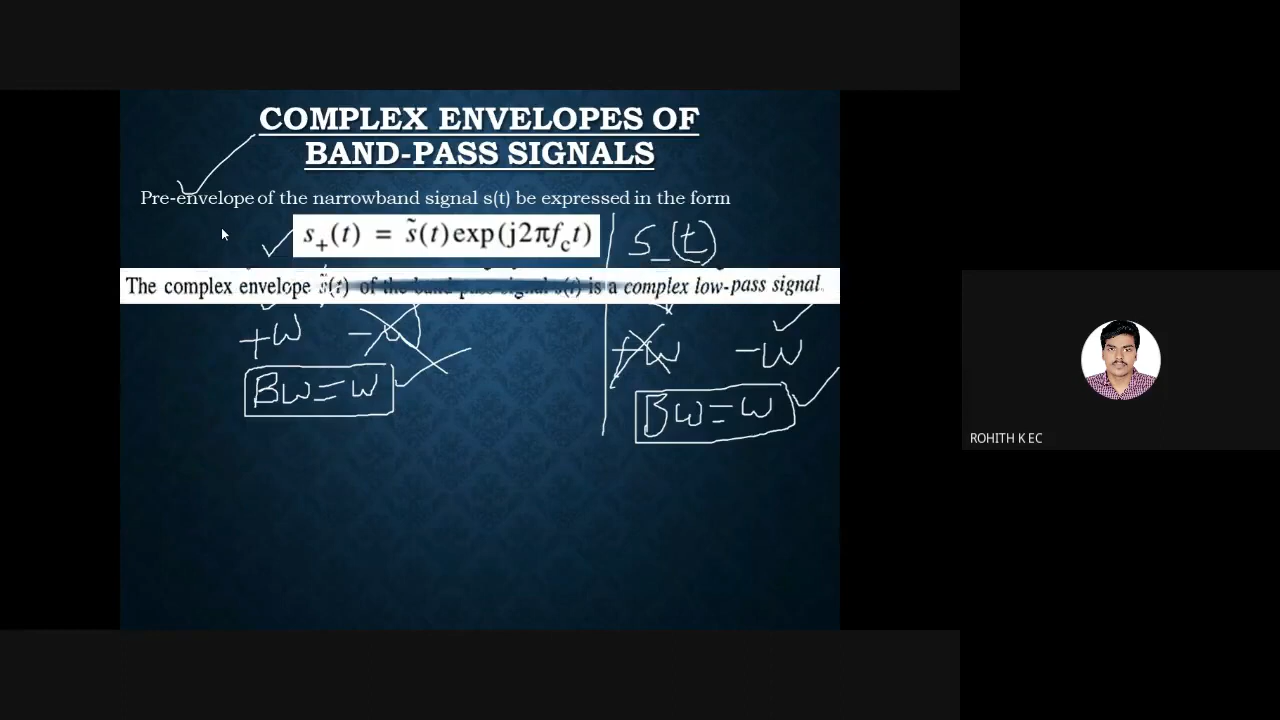 COMPLEX ENVELOPES OF
BAND-PASS SIGNALS
Pre-envelope of the narrowband signal s(t) be expressed in the form
s₊(t) = s̃(t)exp(j2πf_ct)
S_(t)
The complex envelope s̃(t) of the band-pass signal s(t) is a complex low-pass signal.
+W -W
+W -W
BW=W
BW=W
ROHITH K EC